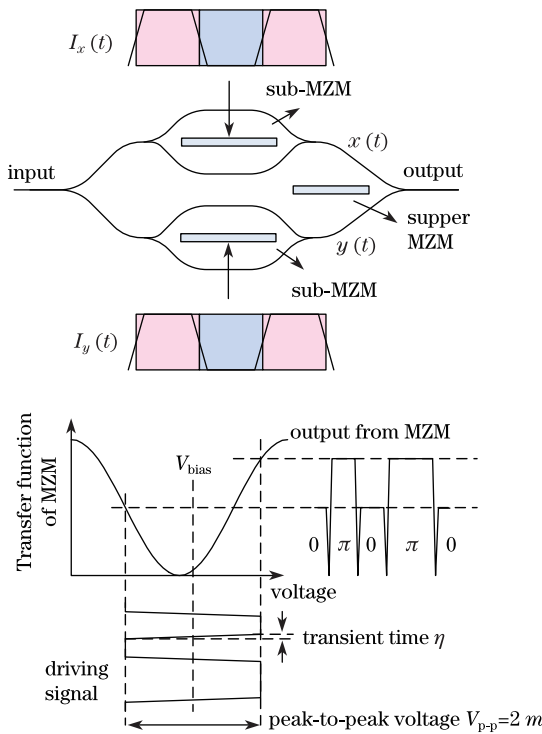 I_x (t)
sub-MZM
x (t)
input
output
supper
MZM
y (t)
sub-MZM
I_y (t)
Transfer function
of MZM
V_bias
output from MZM
0 π 0 π 0
voltage
transient time η
driving
signal
peak-to-peak voltage V_p-p=2 m